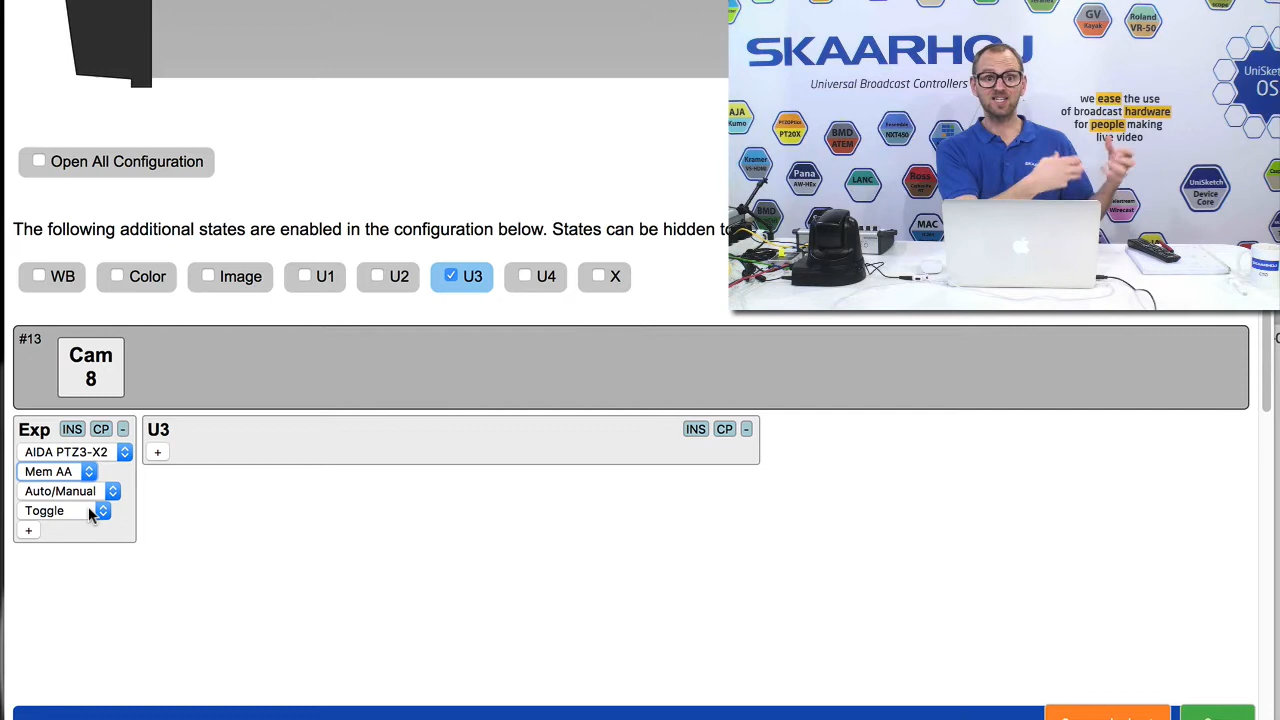 Open All Configuration
The following additional states are enabled in the configuration below. States can be hidden
WB
Color
Image
U1
U2
U3
U4
X
#13
Cam
8
Exp
INS
CP
-
AIDA PTZ3-X2
Mem AA
Auto/Manual
Toggle
+
U3
INS
CP
-
+
GV
Kayak
Roland
VR-50
SKAARHOJ
Universal Broadcast Controllers
UniSketch
OS
we ease the use
of broadcast hardware
for people making
live video
AJA
Kumo
PTZOptics
PT20X
BMD
ATEM
NXT450
Kramer
Pana
AW-HEx
LANC
Ross
MAC
BMD
UniSketch
Device
Core
Wirecast